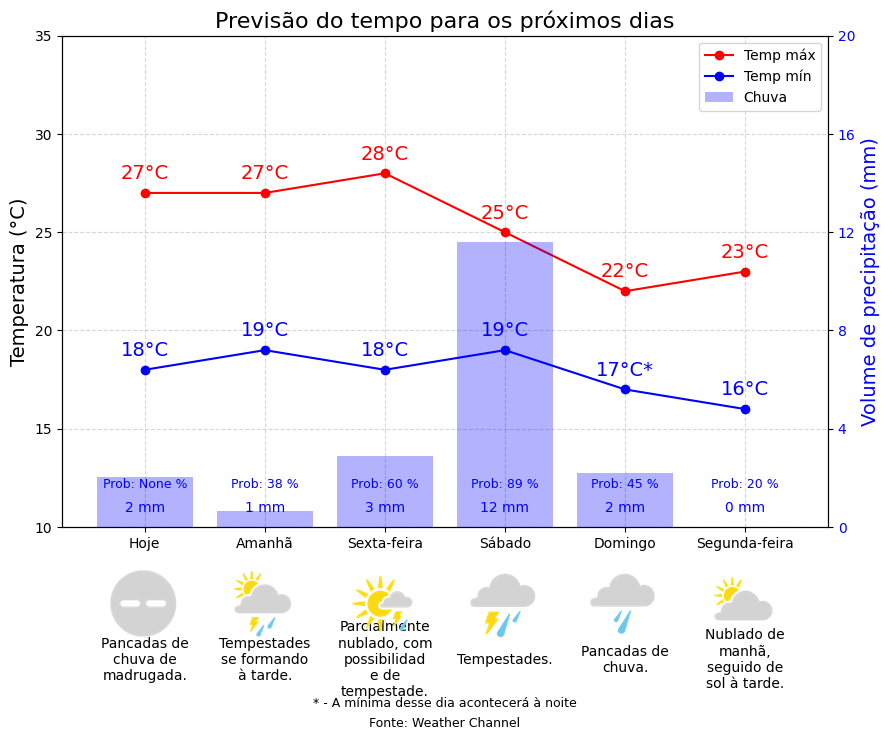 Previsão do tempo para os próximos dias
35
30
25
20
15
10
Temperatura (°C)
20
16
12
8
4
0
Volume de precipitação (mm)
Temp máx
Temp mín
Chuva
27°C
27°C
28°C
25°C
22°C
23°C
18°C
19°C
18°C
19°C
17°C*
16°C
Prob: None %
Prob: 38 %
Prob: 60 %
Prob: 89 %
Prob: 45 %
Prob: 20 %
2 mm
1 mm
3 mm
12 mm
2 mm
0 mm
Hoje
Amanhã
Sexta-feira
Sábado
Domingo
Segunda-feira
Pancadas de
chuva de
madrugada.
Tempestades
se formando
à tarde.
Parcialmente
nublado, com
possibilidad
e de
tempestade.
Tempestades.
Pancadas de
chuva.
Nublado de
manhã,
seguido de
sol à tarde.
* - A mínima desse dia acontecerá à noite
Fonte: Weather Channel